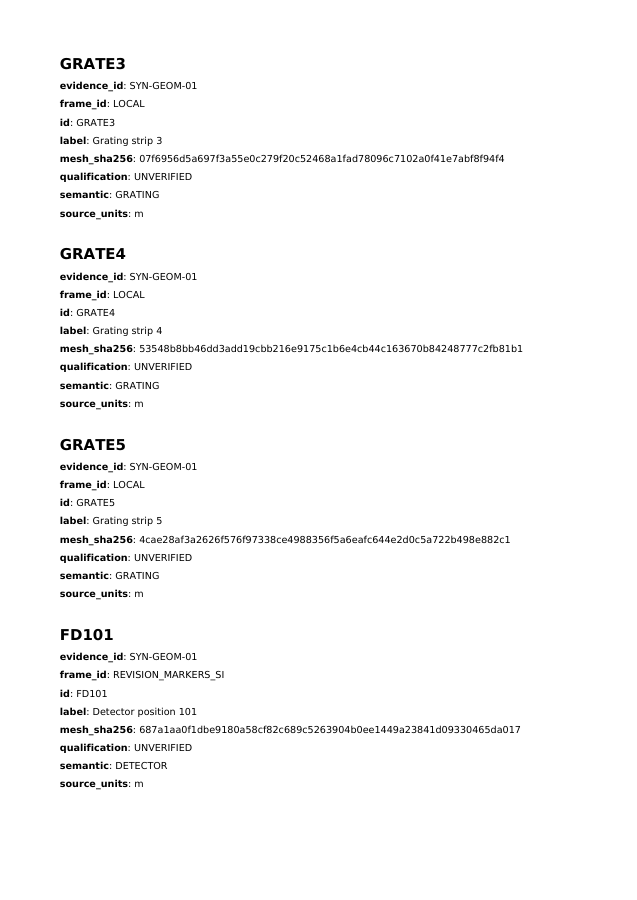 GRATE3
evidence_id: SYN-GEOM-01
frame_id: LOCAL
id: GRATE3
label: Grating strip 3
mesh_sha256: 07f6956d5a697f3a55e0c279f20c52468a1fad78096c7102a0f41e7abf8f94f4
qualification: UNVERIFIED
semantic: GRATING
source_units: m
GRATE4
evidence_id: SYN-GEOM-01
frame_id: LOCAL
id: GRATE4
label: Grating strip 4
mesh_sha256: 53548b8bb46dd3add19cbb216e9175c1b6e4cb44c163670b84248777c2fb81b1
qualification: UNVERIFIED
semantic: GRATING
source_units: m
GRATE5
evidence_id: SYN-GEOM-01
frame_id: LOCAL
id: GRATE5
label: Grating strip 5
mesh_sha256: 4cae28af3a2626f576f97338ce4988356f5a6eafc644e2d0c5a722b498e882c1
qualification: UNVERIFIED
semantic: GRATING
source_units: m
FD101
evidence_id: SYN-GEOM-01
frame_id: REVISION_MARKERS_SI
id: FD101
label: Detector position 101
mesh_sha256: 687a1aa0f1dbe9180a58cf82c689c5263904b0ee1449a23841d09330465da017
qualification: UNVERIFIED
semantic: DETECTOR
source_units: m